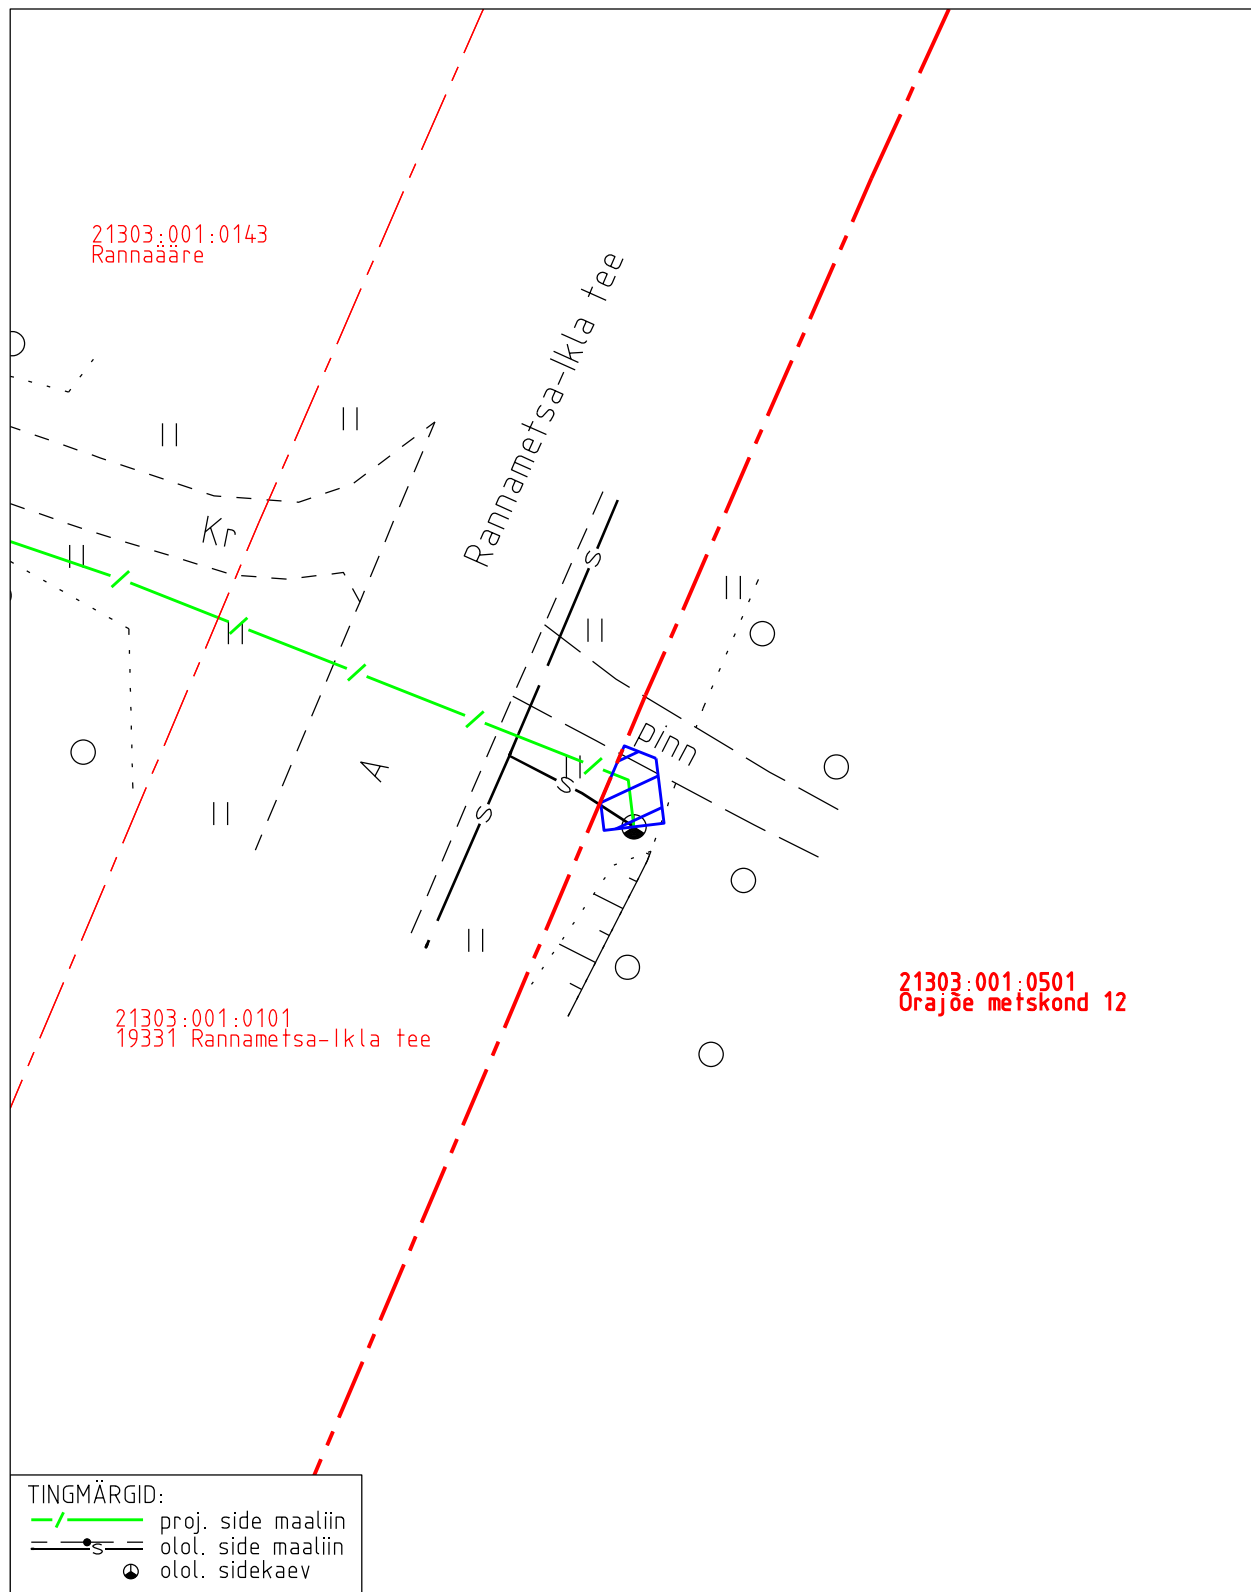 21303:001:0143
Rannaääre
Rannametsa-Ikla tee
Kr
s
pinn
A
s
s
21303:001:0501
Orajõe metskond 12
21303:001:0101
19331 Rannametsa-Ikla tee
TINGMÄRGID:
proj. side maaliin
s olol. side maaliin
olol. sidekaev